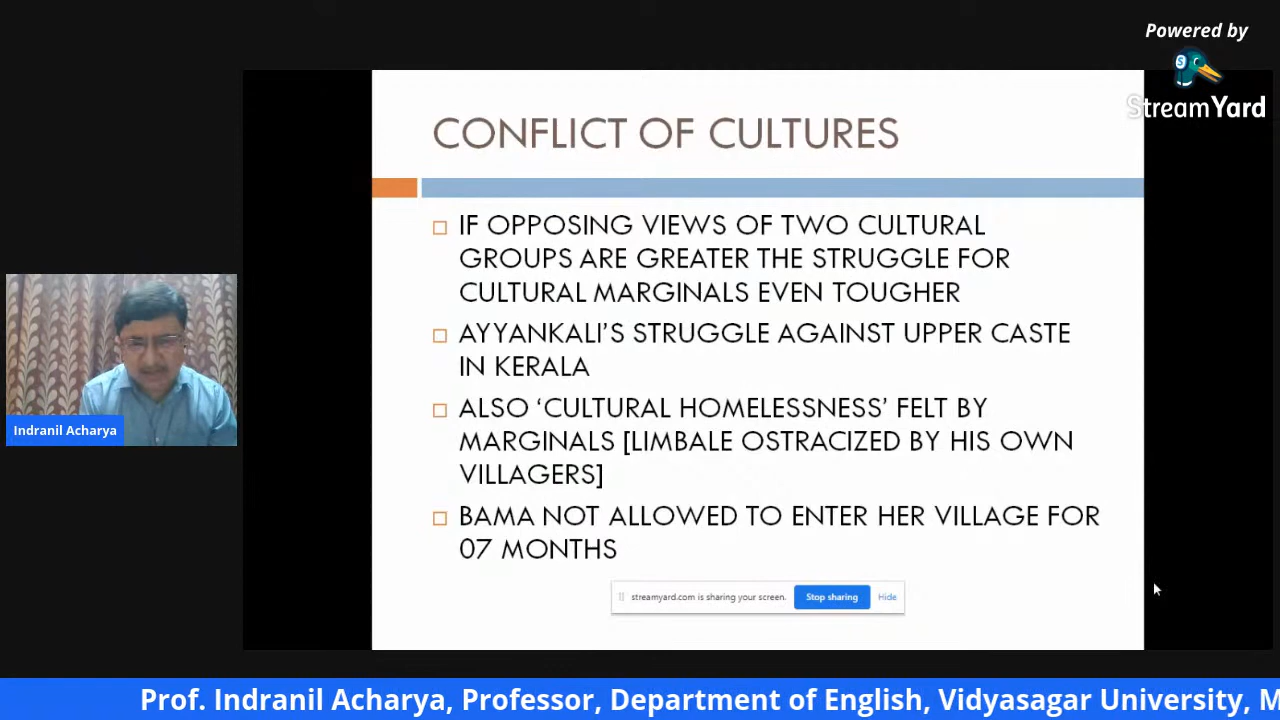 Powered by
StreamYard
CONFLICT OF CULTURES
IF OPPOSING VIEWS OF TWO CULTURAL
GROUPS ARE GREATER THE STRUGGLE FOR
CULTURAL MARGINALS EVEN TOUGHER
AYYANKALI'S STRUGGLE AGAINST UPPER CASTE
IN KERALA
ALSO 'CULTURAL HOMELESSNESS' FELT BY
MARGINALS [LIMBALE OSTRACIZED BY HIS OWN
VILLAGERS]
BAMA NOT ALLOWED TO ENTER HER VILLAGE FOR
07 MONTHS
streamyard.com is sharing your screen. Stop sharing Hide
Indranil Acharya
Prof. Indranil Acharya, Professor, Department of English, Vidyasagar University, M